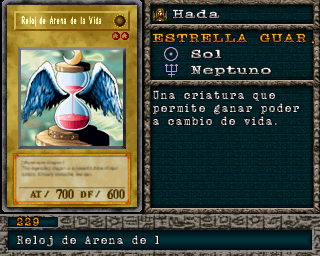 Reloj de Arena de la Vida
AT/ 700 DF/ 600
Hada
ESTRELLA GUAR.
Sol
Neptuno
Una criatura que
permite ganar poder
a cambio de vida.
229
Reloj de Arena de l